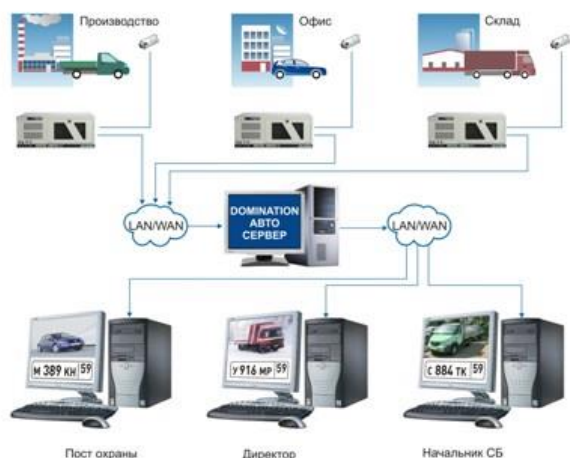 Производство
Офис
Склад
LAN/WAN
DOMINATION
АВТО
СЕРВЕР
LAN/WAN
М 389 КН 59
У 916 МР 59
С 884 ТК 59
Пост охраны
Директор
Начальник СБ